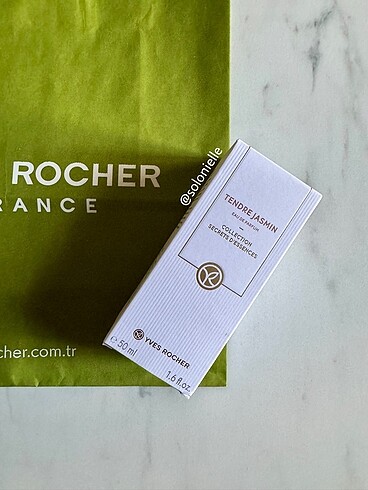 ROCHER
RANCE
cher.com.tr
@solonielle
TENDRE JASMIN
EAU DE PARFUM
COLLECTION
SECRETS D'ESSENCES
YR
YVES ROCHER
e 50 ml
1.6 fl.oz.